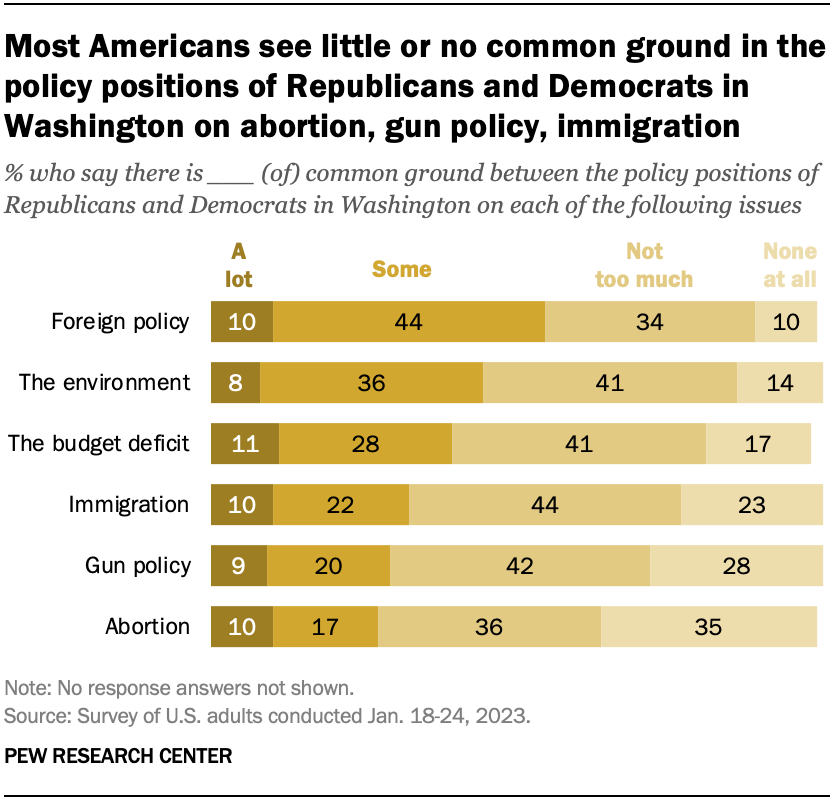 Most Americans see little or no common ground in the
policy positions of Republicans and Democrats in
Washington on abortion, gun policy, immigration
% who say there is ____ (of) common ground between the policy positions of
Republicans and Democrats in Washington on each of the following issues
A lot Some Not too much None at all
Foreign policy 10 44 34 10
The environment 8 36 41 14
The budget deficit 11 28 41 17
Immigration 10 22 44 23
Gun policy 9 20 42 28
Abortion 10 17 36 35
Note: No response answers not shown.
Source: Survey of U.S. adults conducted Jan. 18-24, 2023.
PEW RESEARCH CENTER